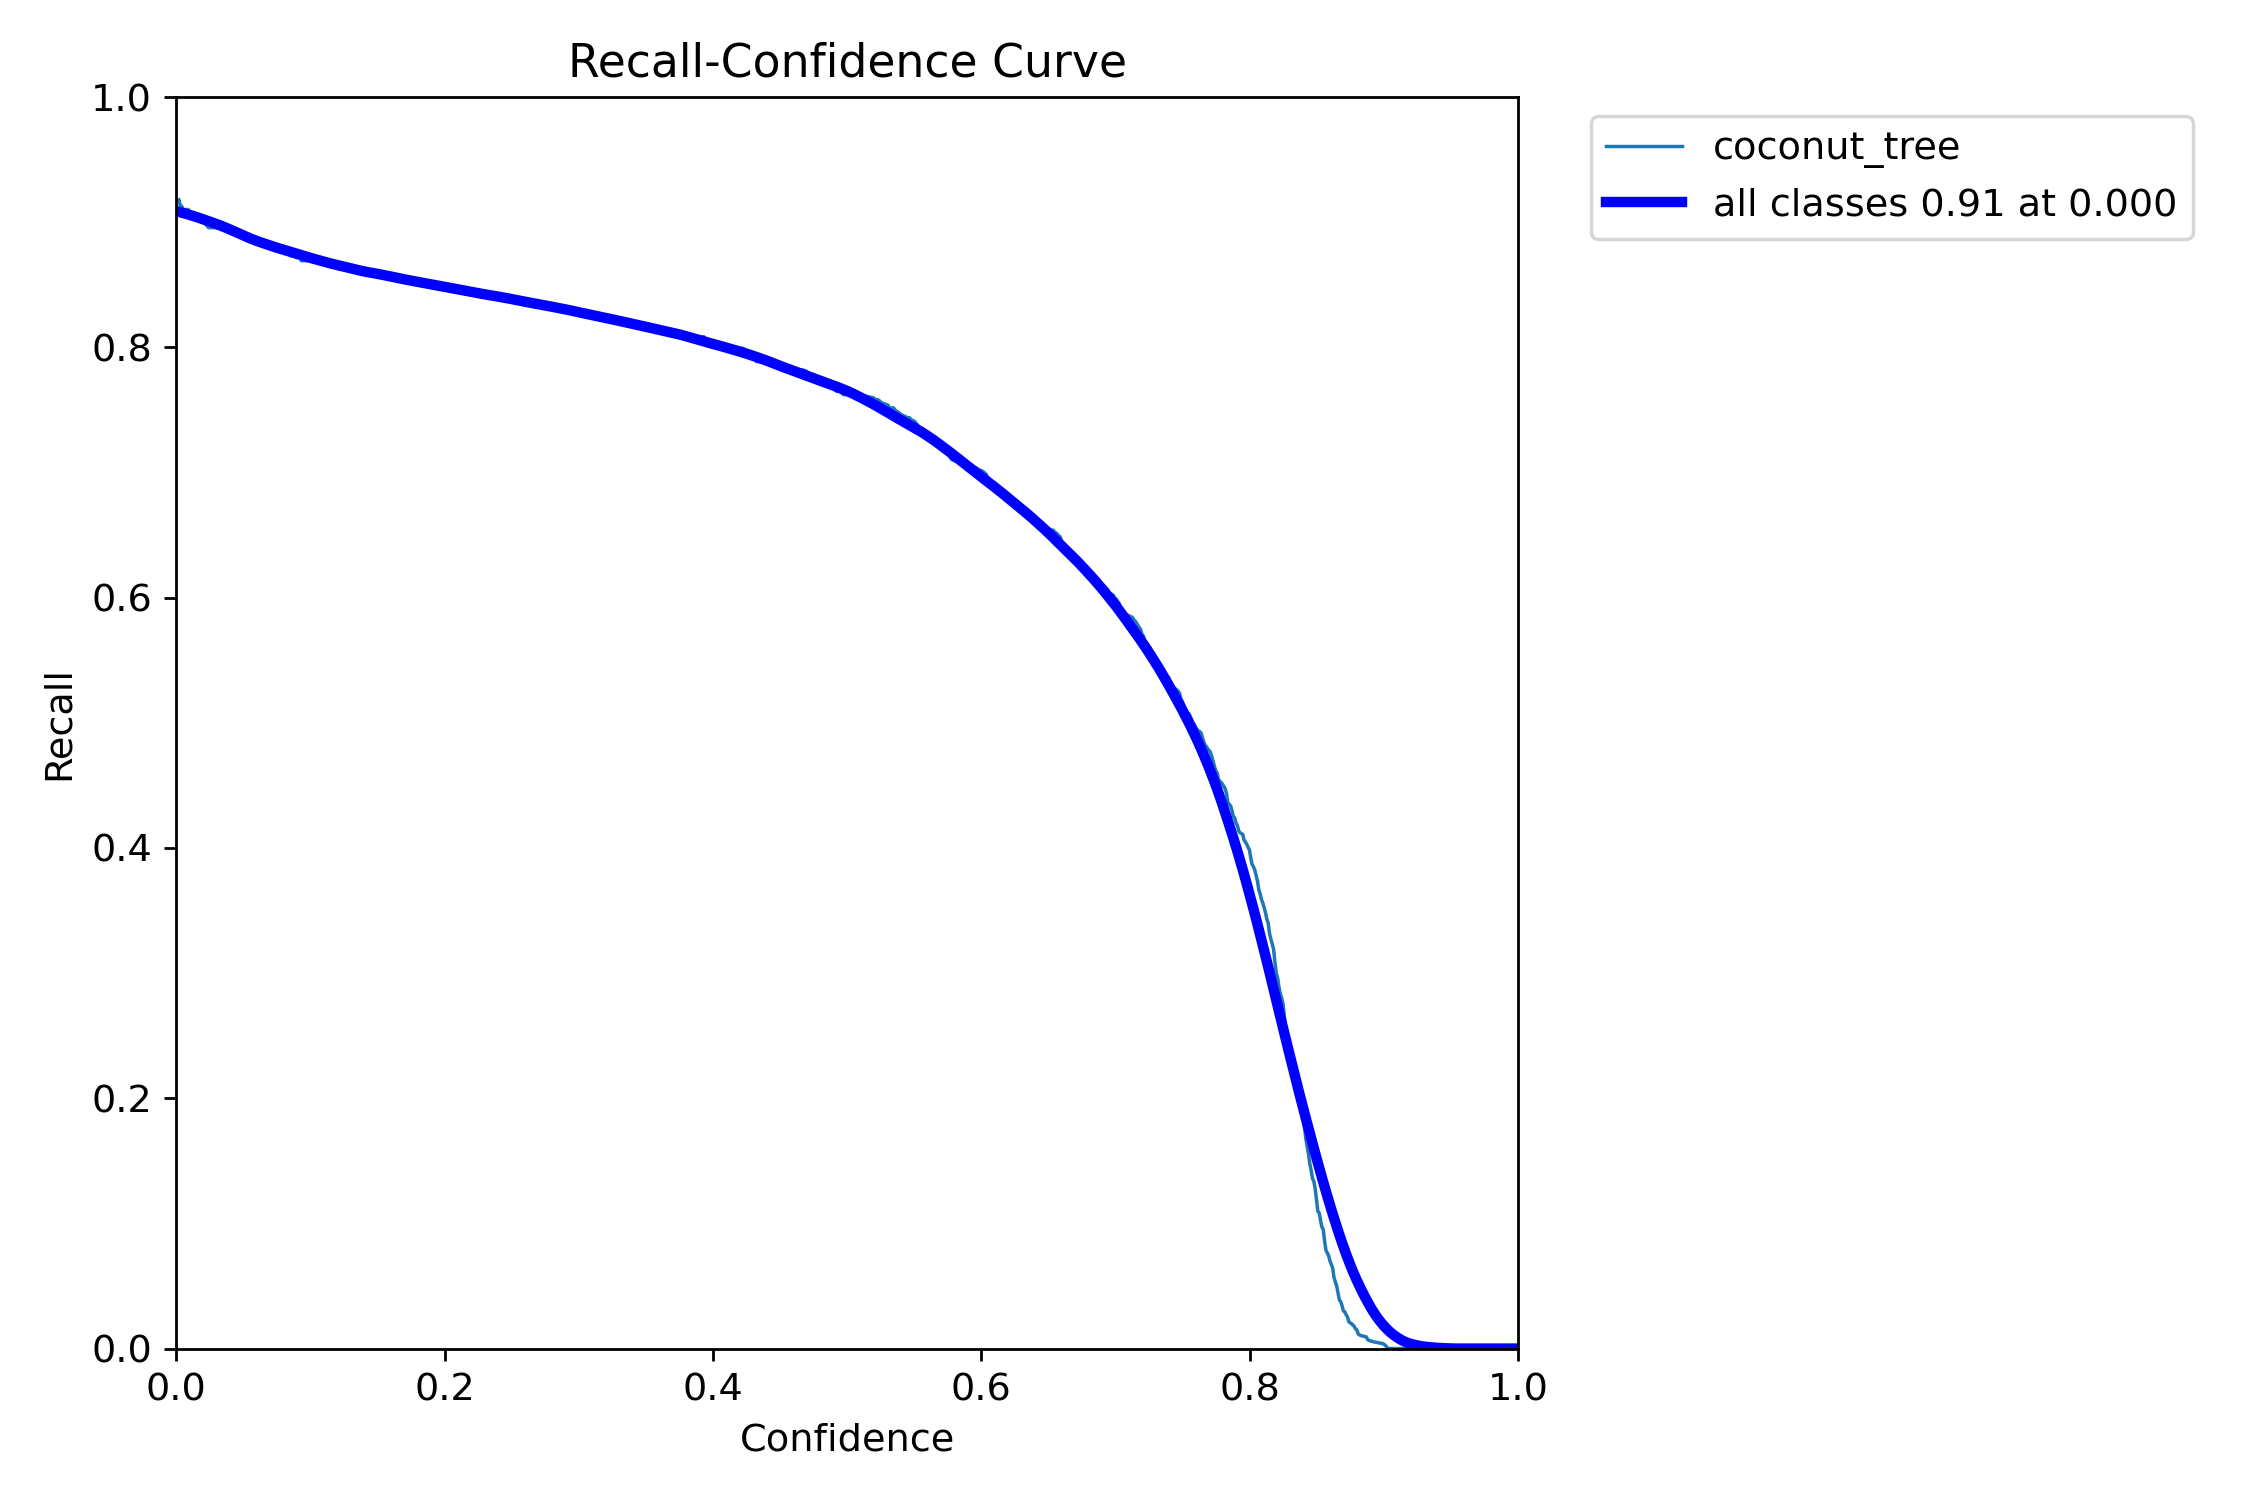 Recall-Confidence Curve
coconut_tree
all classes 0.91 at 0.000
1.0
0.8
0.6
0.4
0.2
0.0
Recall
0.0 0.2 0.4 0.6 0.8 1.0
Confidence